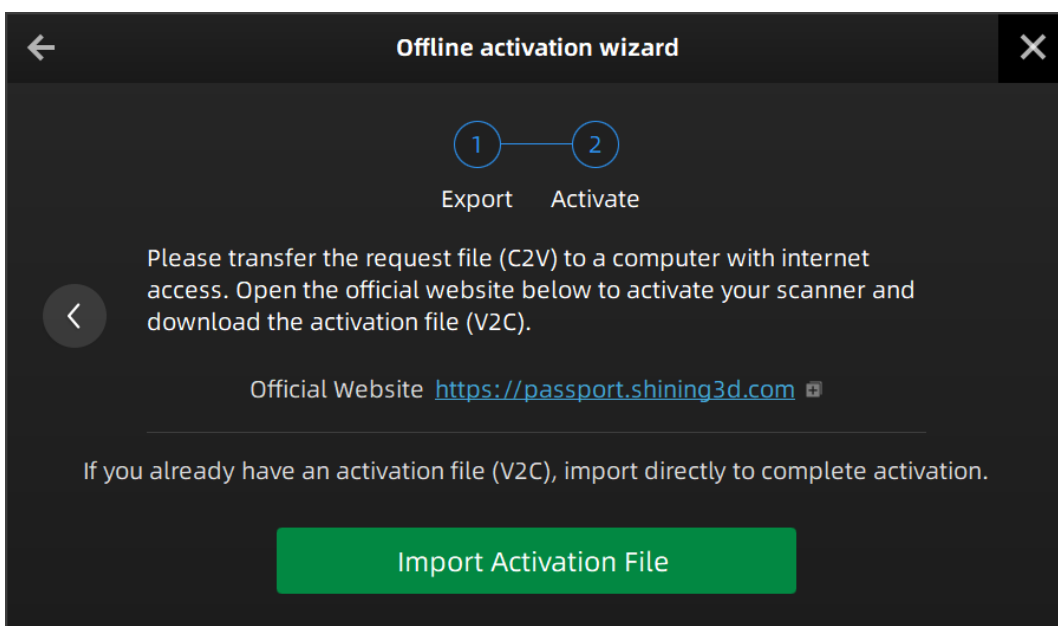 Offline activation wizard
1 2
Export Activate
Please transfer the request file (C2V) to a computer with internet
access. Open the official website below to activate your scanner and
download the activation file (V2C).
Official Website https://passport.shining3d.com
If you already have an activation file (V2C), import directly to complete activation.
Import Activation File